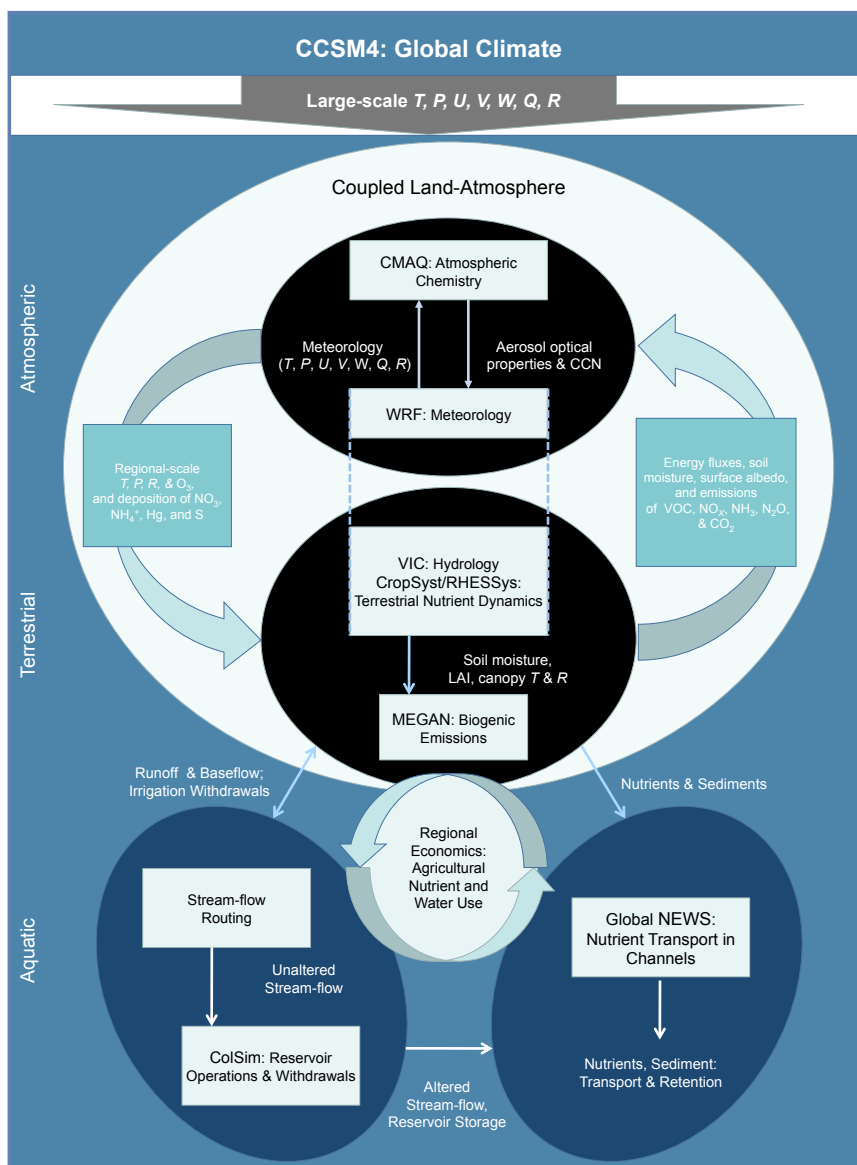 CCSM4: Global Climate
Large-scale T, P, U, V, W, Q, R
Coupled Land-Atmosphere
Atmospheric
CMAQ: Atmospheric
Chemistry
Meteorology
(T, P, U, V, W, Q, R)
Aerosol optical
properties & CCN
WRF: Meteorology
Regional-scale
T, P, R, & O3,
and deposition of NO3,
NH4+, Hg, and S
Energy fluxes, soil
moisture, surface albedo,
and emissions
of VOC, NOX, NH3, N2O,
& CO2
Terrestrial
VIC: Hydrology
CropSyst/RHESSys:
Terrestrial Nutrient Dynamics
Soil moisture,
LAI, canopy T & R
MEGAN: Biogenic
Emissions
Runoff & Baseflow;
Irrigation Withdrawals
Nutrients & Sediments
Regional
Economics:
Agricultural
Nutrient and
Water Use
Aquatic
Stream-flow
Routing
Unaltered
Stream-flow
ColSim: Reservoir
Operations & Withdrawals
Altered
Stream-flow,
Reservoir Storage
Global NEWS:
Nutrient Transport in
Channels
Nutrients, Sediment:
Transport & Retention